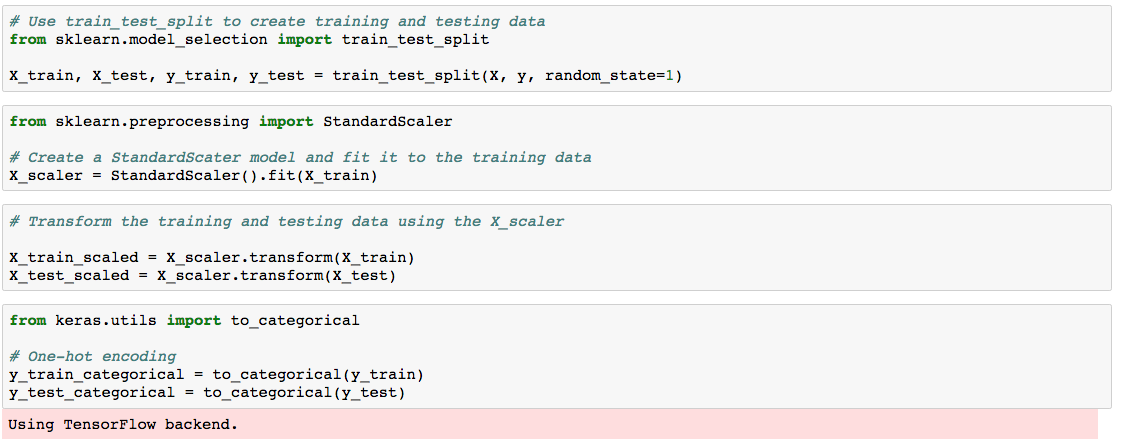 # Use train_test_split to create training and testing data
from sklearn.model_selection import train_test_split
X_train, X_test, y_train, y_test = train_test_split(X, y, random_state=1)
from sklearn.preprocessing import StandardScaler
# Create a StandardScater model and fit it to the training data
X_scaler = StandardScaler().fit(X_train)
# Transform the training and testing data using the X_scaler
X_train_scaled = X_scaler.transform(X_train)
X_test_scaled = X_scaler.transform(X_test)
from keras.utils import to_categorical
# One-hot encoding
y_train_categorical = to_categorical(y_train)
y_test_categorical = to_categorical(y_test)
Using TensorFlow backend.